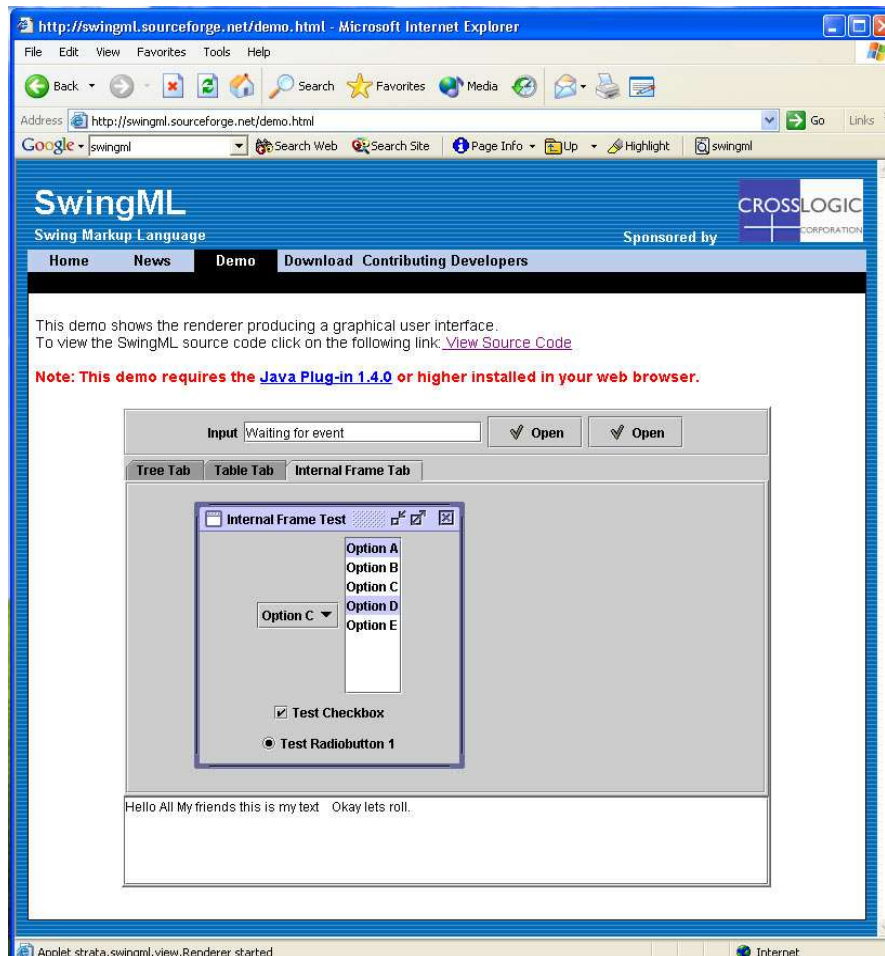 http://swingml.sourceforge.net/demo.html - Microsoft Internet Explorer
File Edit View Favorites Tools Help
Back Search Favorites Media
Address http://swingml.sourceforge.net/demo.html Go Links
Google swingml Search Web Search Site Page Info Up Highlight swingml
SwingML
Swing Markup Language
Sponsored by
CROSSLOGIC
CORPORATION
Home News Demo Download Contributing Developers
This demo shows the renderer producing a graphical user interface.
To view the SwingML source code click on the following link: View Source Code
Note: This demo requires the Java Plug-in 1.4.0 or higher installed in your web browser.
Input Waiting for event Open Open
Tree Tab Table Tab Internal Frame Tab
Internal Frame Test
Option A
Option B
Option C
Option C Option D
Option E
Test Checkbox
Test Radiobutton 1
Hello All My friends this is my text Okay lets roll.
Applet strata.swingml.view.Renderer started Internet